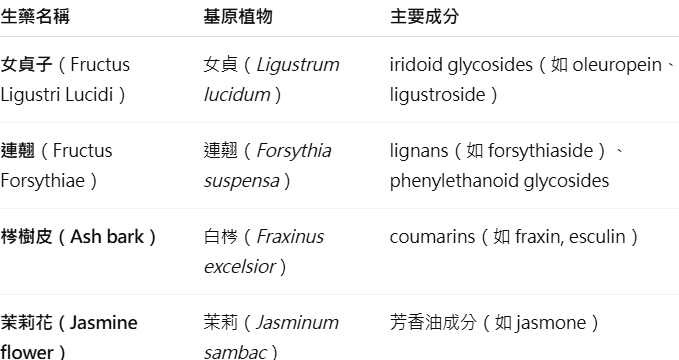 生藥名稱 基原植物 主要成分
女貞子（Fructus 女貞（Ligustrum iridoid glycosides（如 oleuropein、
Ligustri Lucidi） lucidum） ligustroside）
連翹（Fructus 連翹（Forsythia lignans（如 forsythiaside）、
Forsythiae） suspensa） phenylethanoid glycosides
梣樹皮（Ash bark） 白梣（Fraxinus coumarins（如 fraxin, esculin）
excelsior）
茉莉花（Jasmine 茉莉（Jasminum 芳香油成分（如 jasmone）
flower） sambac）